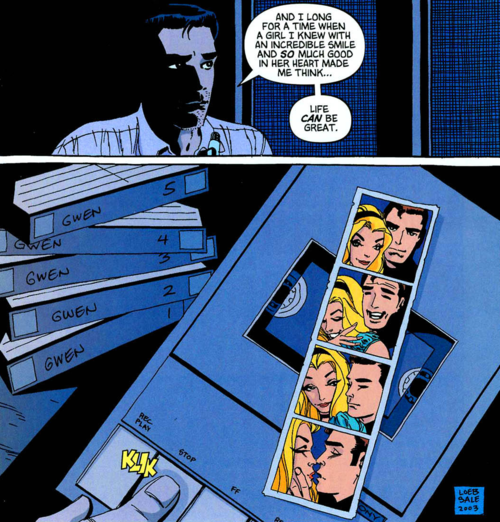 AND I LONG
FOR A TIME WHEN
A GIRL I KNEW WITH
AN INCREDIBLE SMILE
AND SO MUCH GOOD
IN HER HEART MADE
ME THINK...
LIFE
CAN BE
GREAT.
GWEN 5
GWEN 4
GWEN 3
GWEN 2
GWEN 1
REC
PLAY
STOP
FF
KLIK
LOEB
SALE
2003